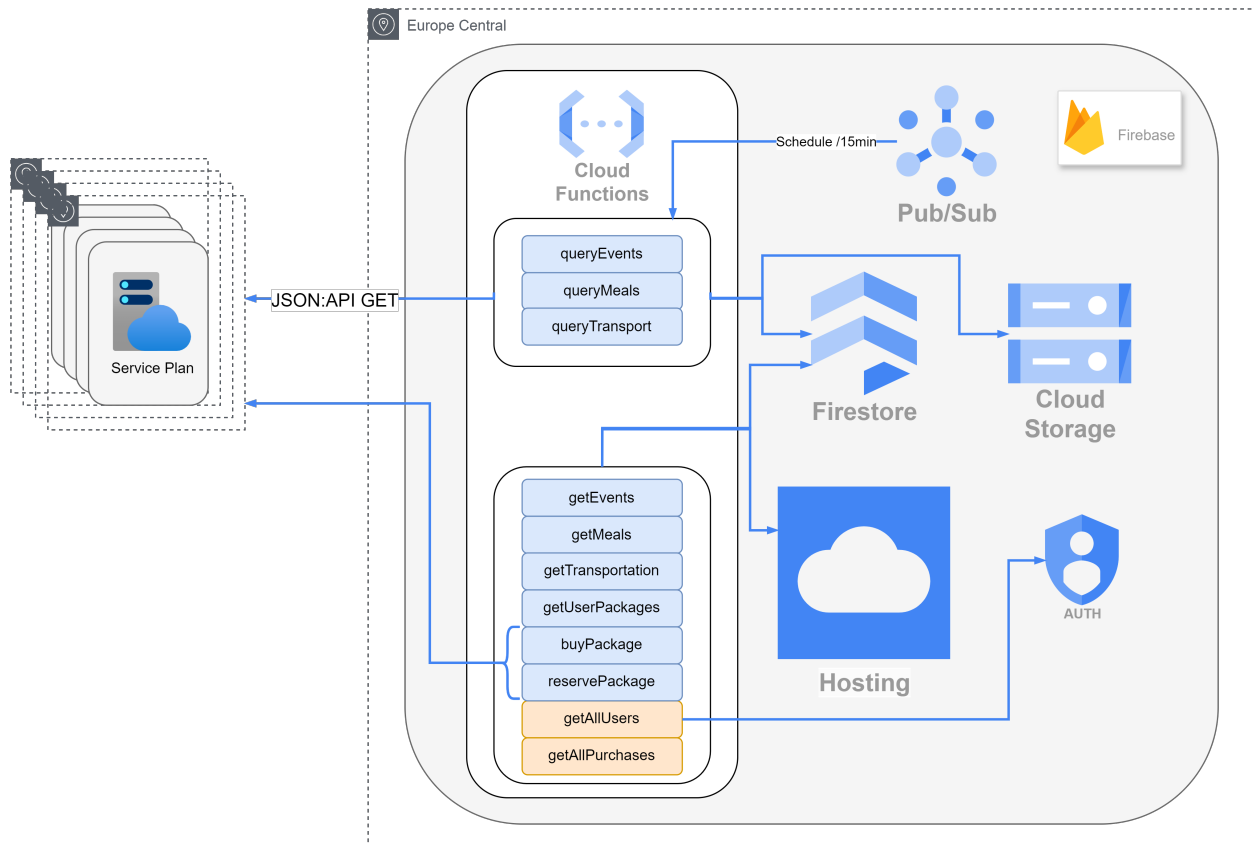 Europe Central
Cloud
Functions
Schedule /15min
Pub/Sub
Firebase
queryEvents
queryMeals
queryTransport
JSON:API GET
Service Plan
Firestore
Cloud
Storage
getEvents
getMeals
getTransportation
getUserPackages
buyPackage
reservePackage
getAllUsers
getAllPurchases
Hosting
AUTH